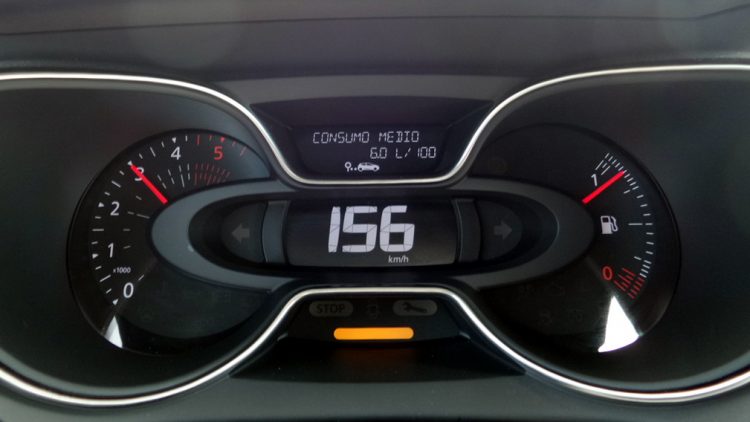 CONSUMO MEDIO
6.0 L/100
3
4
5
2
1
x1000
0
156
km/h
1
0
STOP